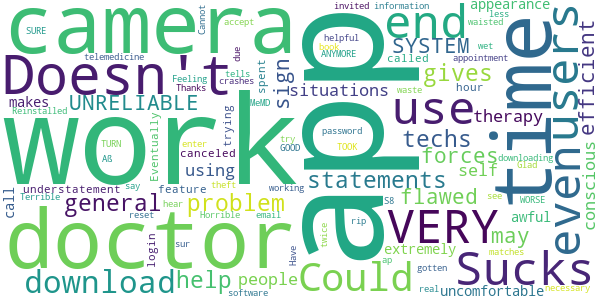 camera
app
end
appearance
invited
information
SURE
Cannot
accept
waisted
less
SYSTEM
wet
time
users
efficient
telemedicine
due
helpful
book
ANYMORE
called
appointment
Doesn't
Feeling
tells
Thanks
crashes
spent
sign
situations
gives
hour
makes
UNRELIABLE
waste
use
therapy
Reinstalled
MeMD
trying
password
try
GOOD
TOOK
techs
even
conscious
work
TURN
AB
Eventually
enter
canceled
forces
self
downloading
Glad
using
understatement
feature
theft
working
statements
S8
see
WORSE
call
Terrible
say
general
problem
flawed
awful
reset
hear
Horrible
email
twice
VERY
may
doctor
login
sur
Have
rip
extremely
matches
download
help
people
Could
ap
gotten
Sucks
software
real
uncomfortable
necessary